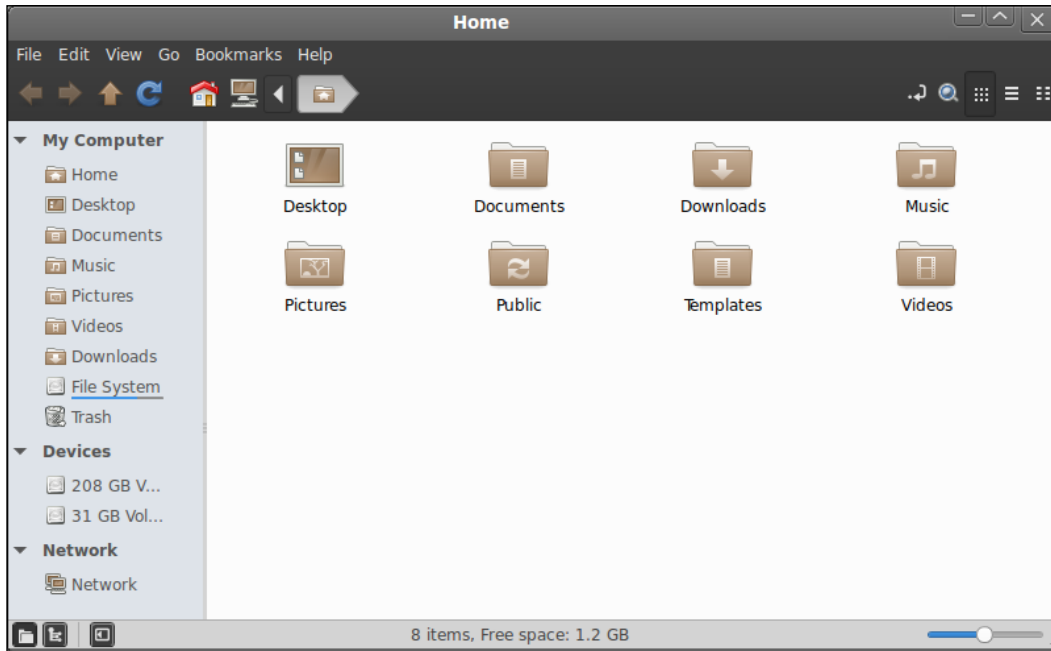 Home
File Edit View Go Bookmarks Help
My Computer
Home
Desktop
Documents
Music
Pictures
Videos
Downloads
File System
Trash
Devices
208 GB V...
31 GB Vol...
Network
Network
Desktop Documents Downloads Music
Pictures Public Templates Videos
8 items, Free space: 1.2 GB